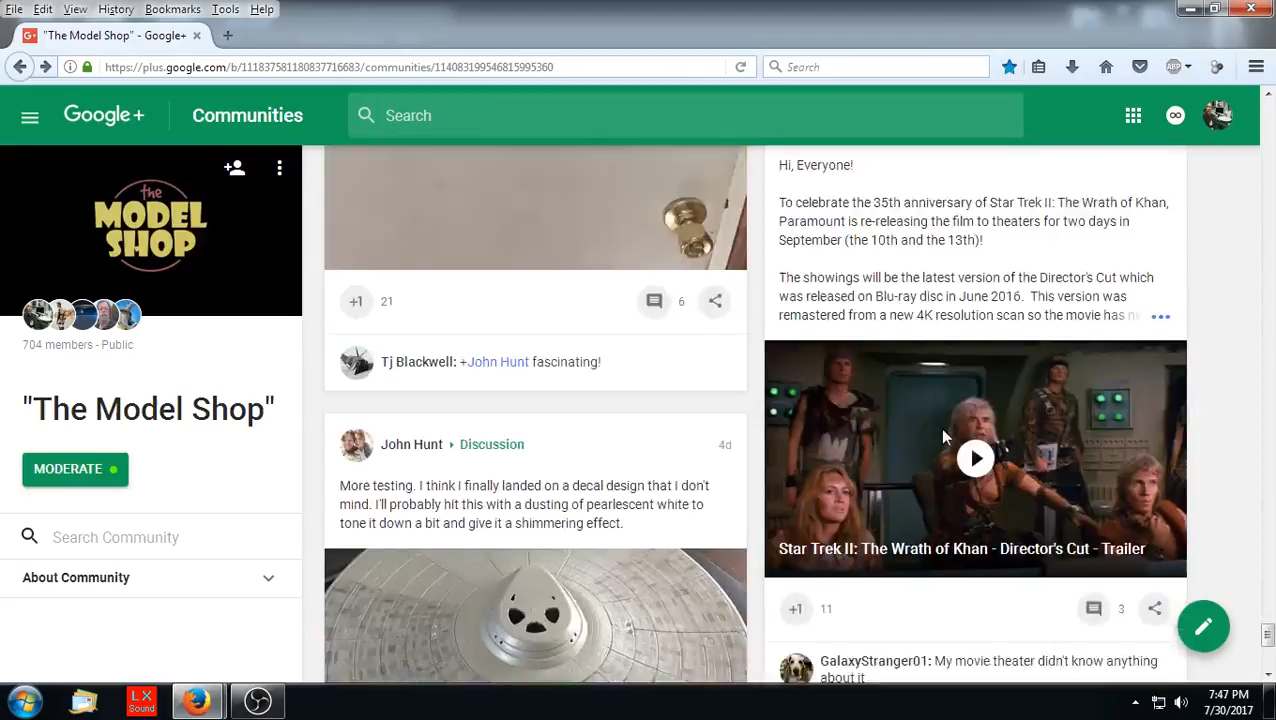 File Edit View History Bookmarks Tools Help
"The Model Shop" - Google+
https://plus.google.com/b/111837581180837716683/communities/114083199546815995360
Search
ABP
Google+ Communities
Search
the
MODEL
SHOP
704 members - Public
"The Model Shop"
MODERATE
Search Community
About Community
+1 21
6
Tj Blackwell: +John Hunt fascinating!
John Hunt Discussion
4d
More testing. I think I finally landed on a decal design that I don't
mind. I'll probably hit this with a dusting of pearlescent white to
tone it down a bit and give it a shimmering effect.
Hi, Everyone!
To celebrate the 35th anniversary of Star Trek II: The Wrath of Khan,
Paramount is re-releasing the film to theaters for two days in
September (the 10th and the 13th)!
The showings will be the latest version of the Director's Cut which
was released on Blu-ray disc in June 2016. This version was
remastered from a new 4K resolution scan so the movie has ne
Star Trek II: The Wrath of Khan - Director's Cut - Trailer
+1 11
3
GalaxyStranger01: My movie theater didn't know anything
about it
LX
Sound
7:47 PM
7/30/2017